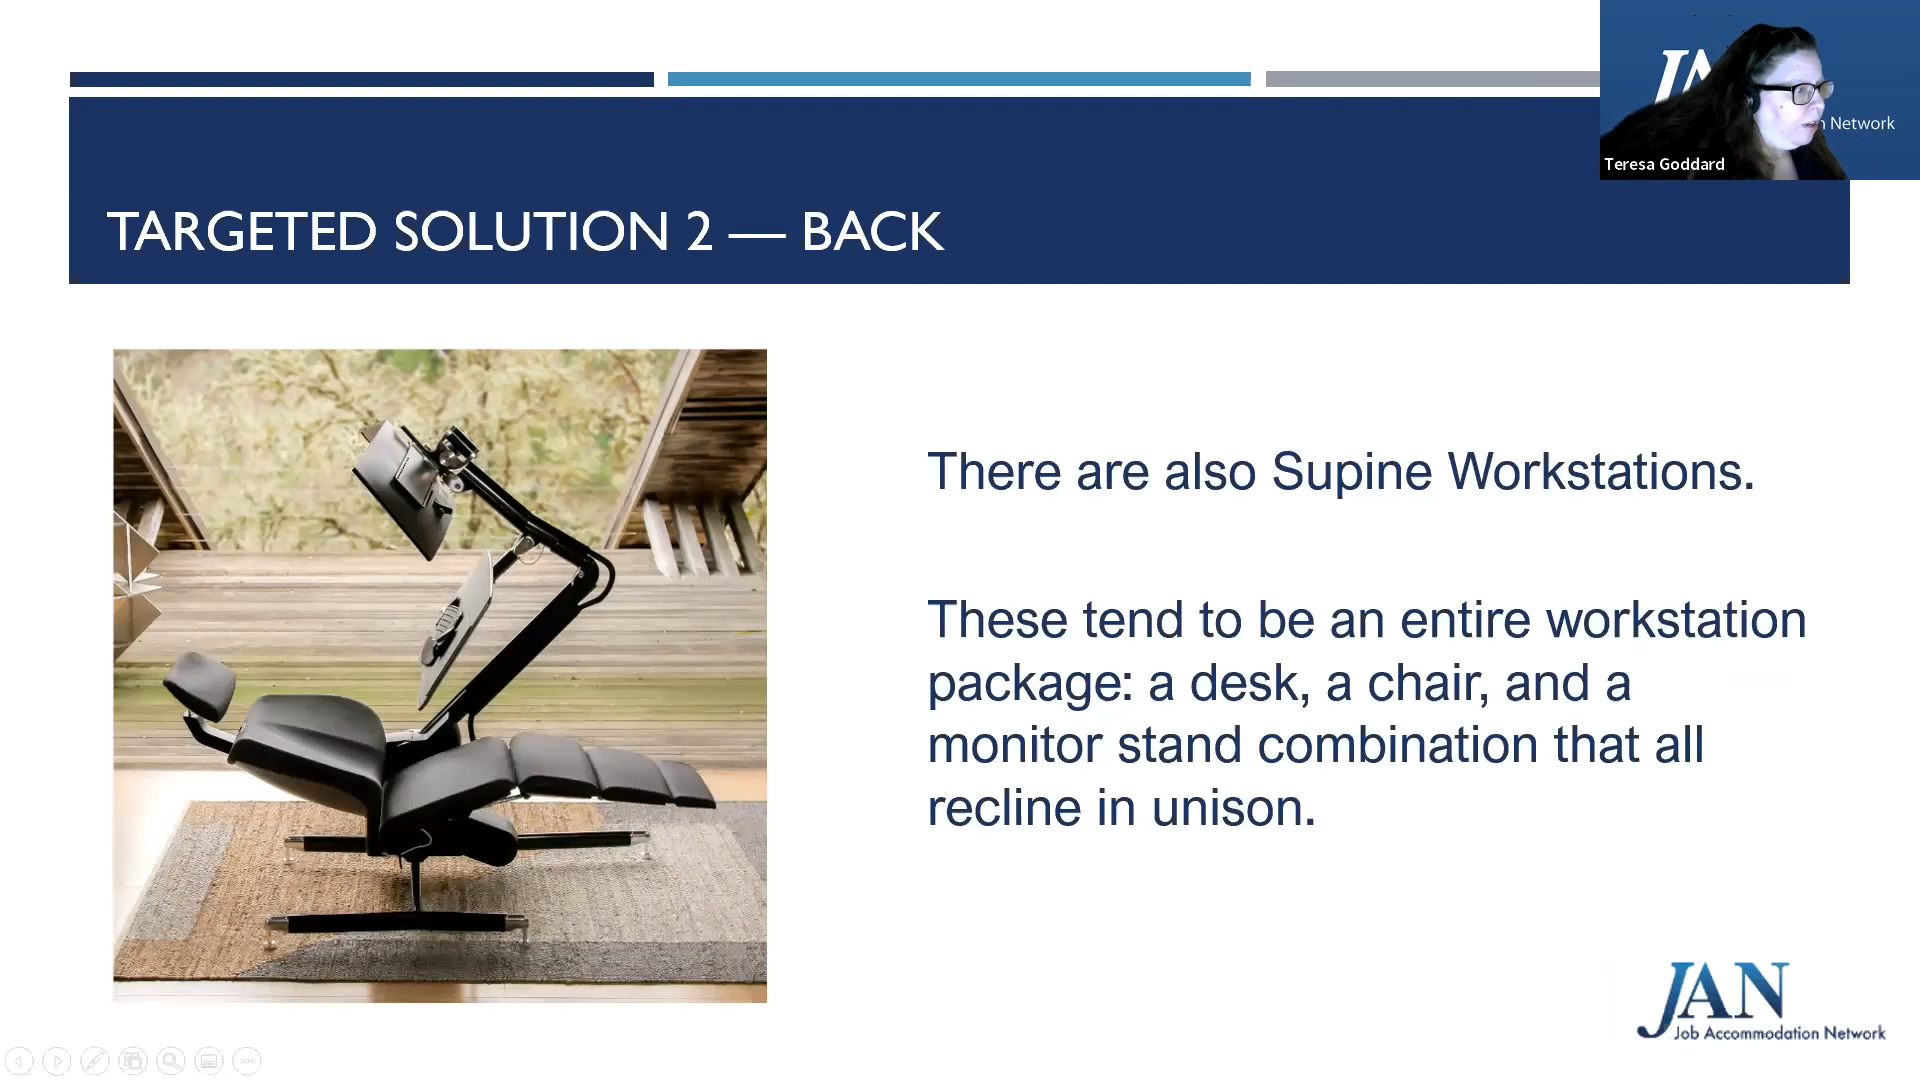 JA
n Network
Teresa Goddard
TARGETED SOLUTION 2 — BACK
There are also Supine Workstations.
These tend to be an entire workstation
package: a desk, a chair, and a
monitor stand combination that all
recline in unison.
JAN
Job Accommodation Network